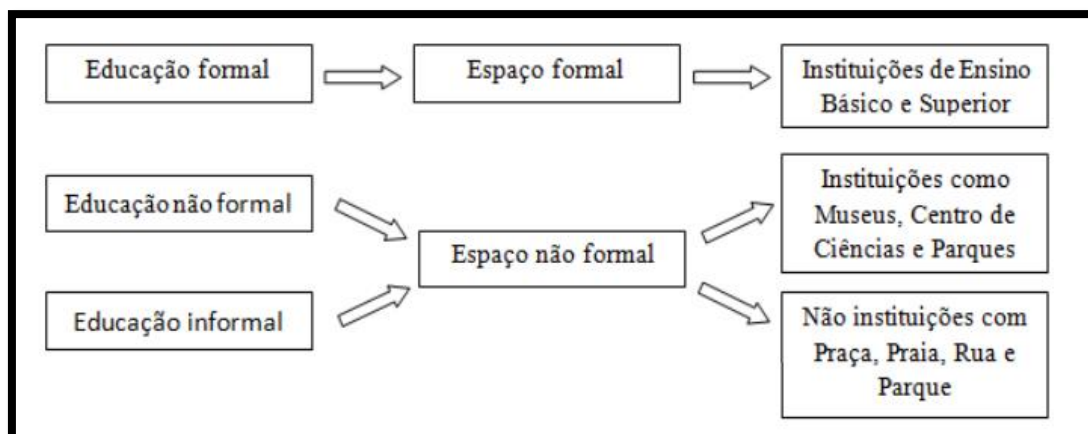 Educação formal
Espaço formal
Instituições de Ensino
Básico e Superior
Educação não formal
Educação informal
Espaço não formal
Instituições como
Museus, Centro de
Ciências e Parques
Não instituições com
Praça, Praia, Rua e
Parque